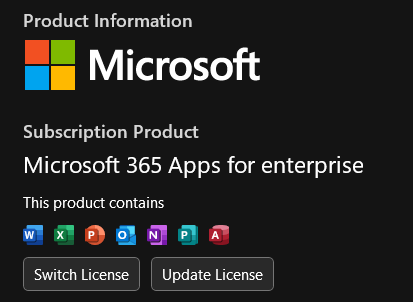 Product Information
Microsoft
Subscription Product
Microsoft 365 Apps for enterprise
This product contains
W X P O N P A
Switch License
Update License